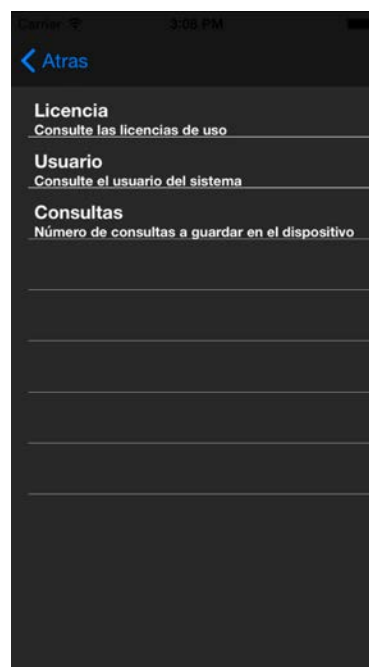 Carrier 3:06 PM
Atras
Licencia
Consulte las licencias de uso
Usuario
Consulte el usuario del sistema
Consultas
Número de consultas a guardar en el dispositivo